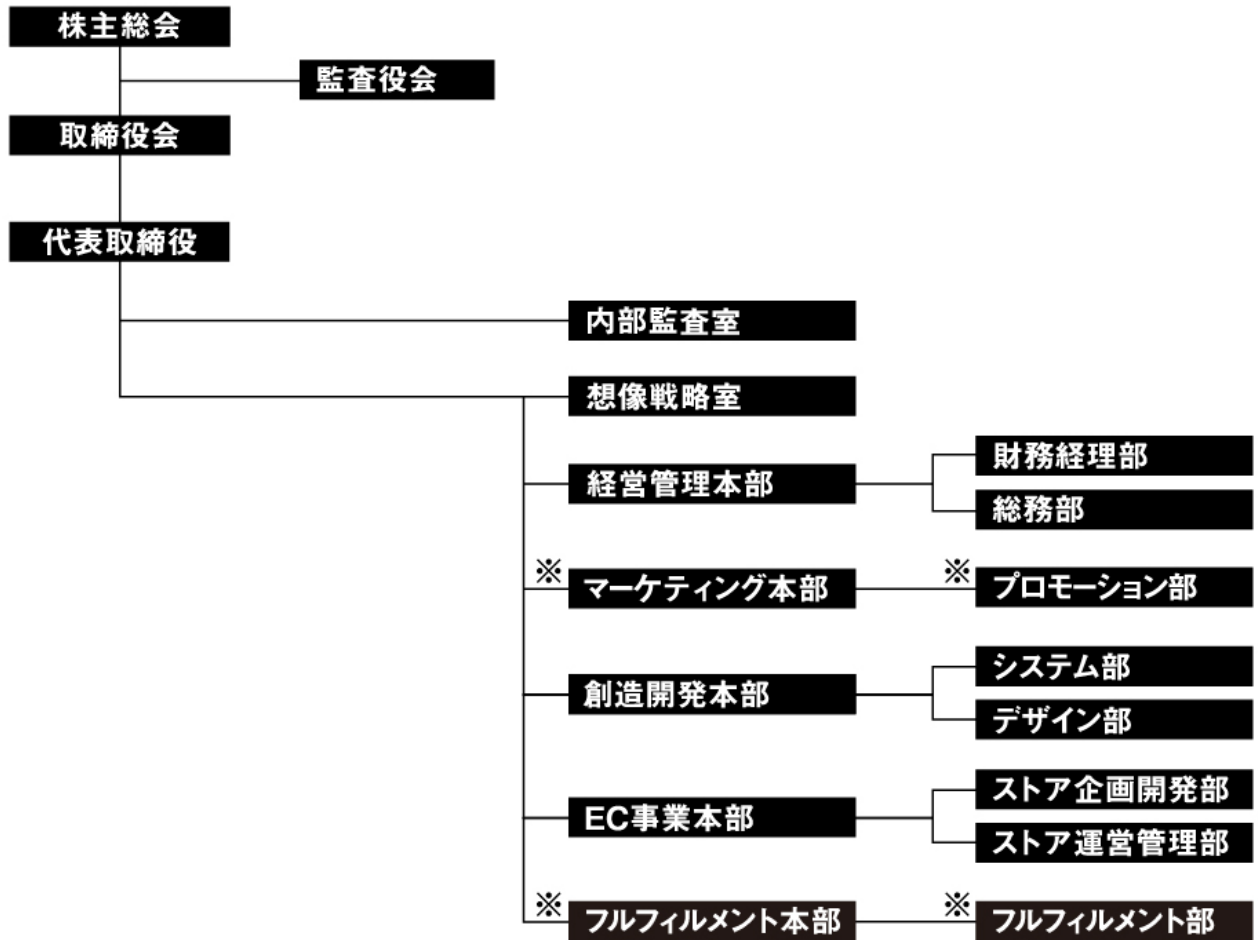 株主総会
監査役会
取締役会
代表取締役
内部監査室
想像戦略室
経営管理本部
財務経理部
総務部
※マーケティング本部
※プロモーション部
創造開発本部
システム部
デザイン部
EC事業本部
ストア企画開発部
ストア運営管理部
※フルフィルメント本部
※フルフィルメント部